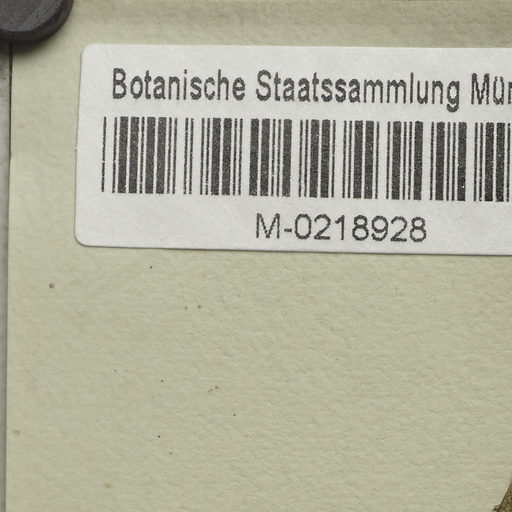 Botanische Staatssammlung Mün
M-0218928